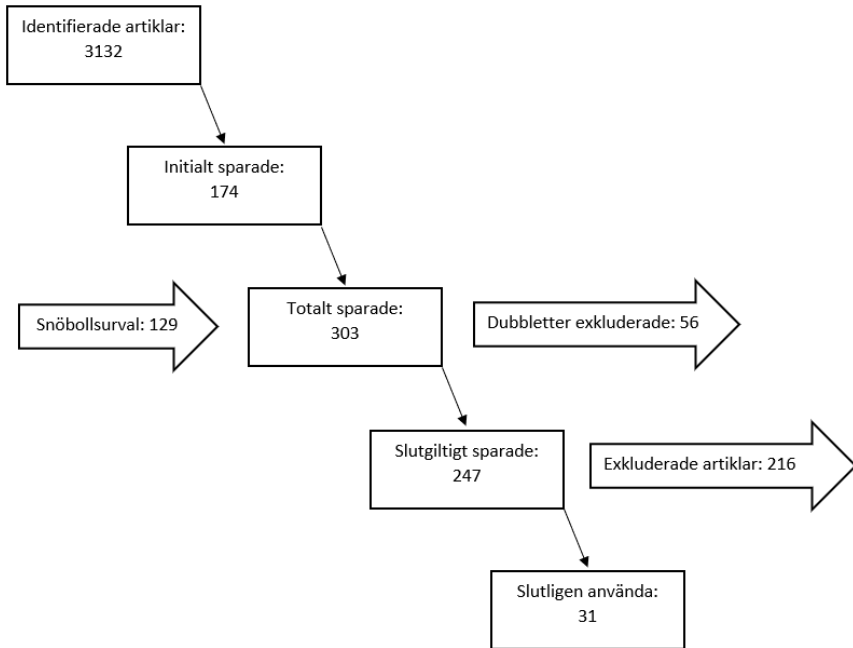 Identifierade artiklar:
3132
Initialt sparade:
174
Snöbollsurval: 129
Totalt sparade:
303
Dubbletter exkluderade: 56
Slutgiltigt sparade:
247
Exkluderade artiklar: 216
Slutligen använda:
31